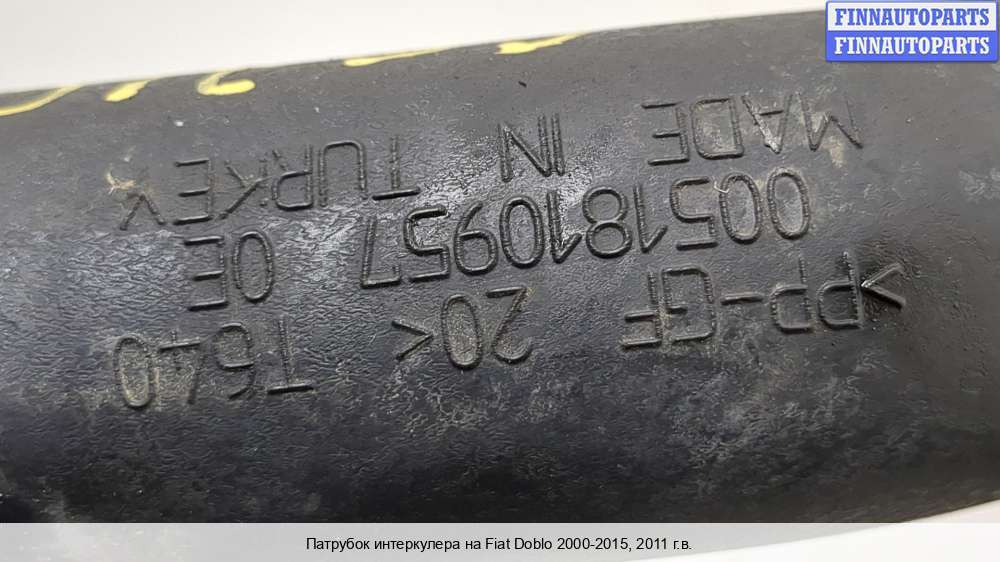 FINNAUTOPARTS
FINNAUTOPARTS
>PP-GF 20< T640
0051810957 0E
MADE IN TURKEY
Патрубок интеркулера на Fiat Doblo 2000-2015, 2011 г.в.